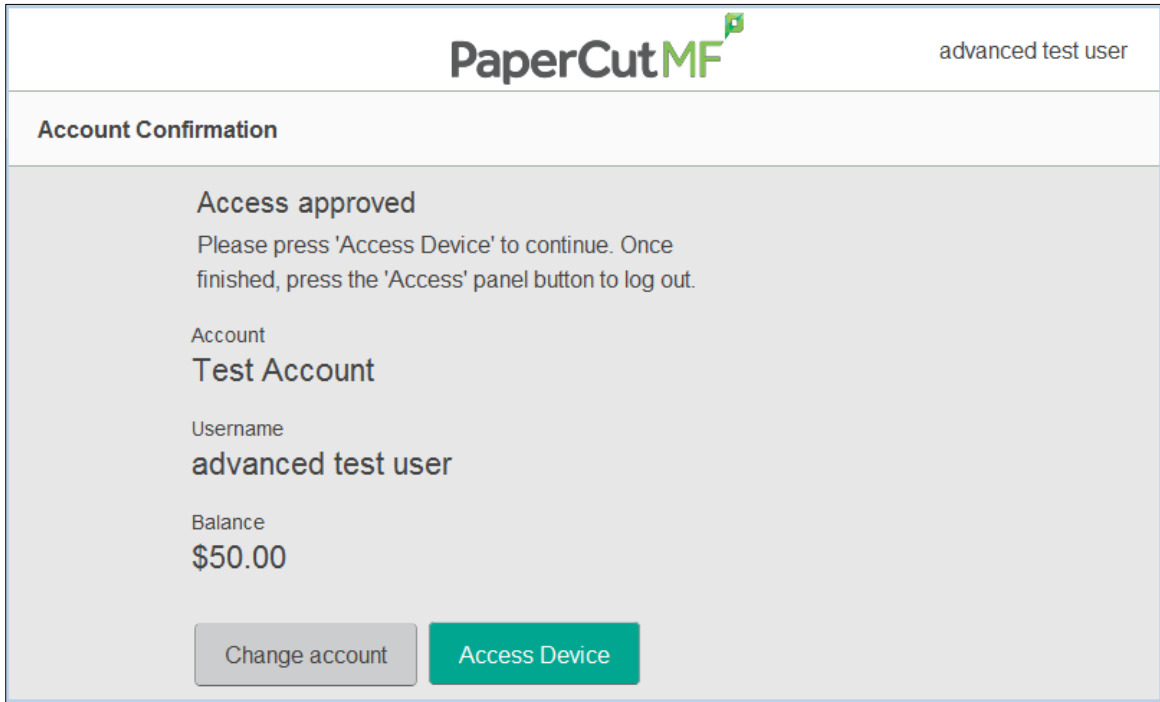 PaperCutMF
advanced test user
Account Confirmation
Access approved
Please press 'Access Device' to continue. Once
finished, press the 'Access' panel button to log out.
Account
Test Account
Username
advanced test user
Balance
$50.00
Change account
Access Device